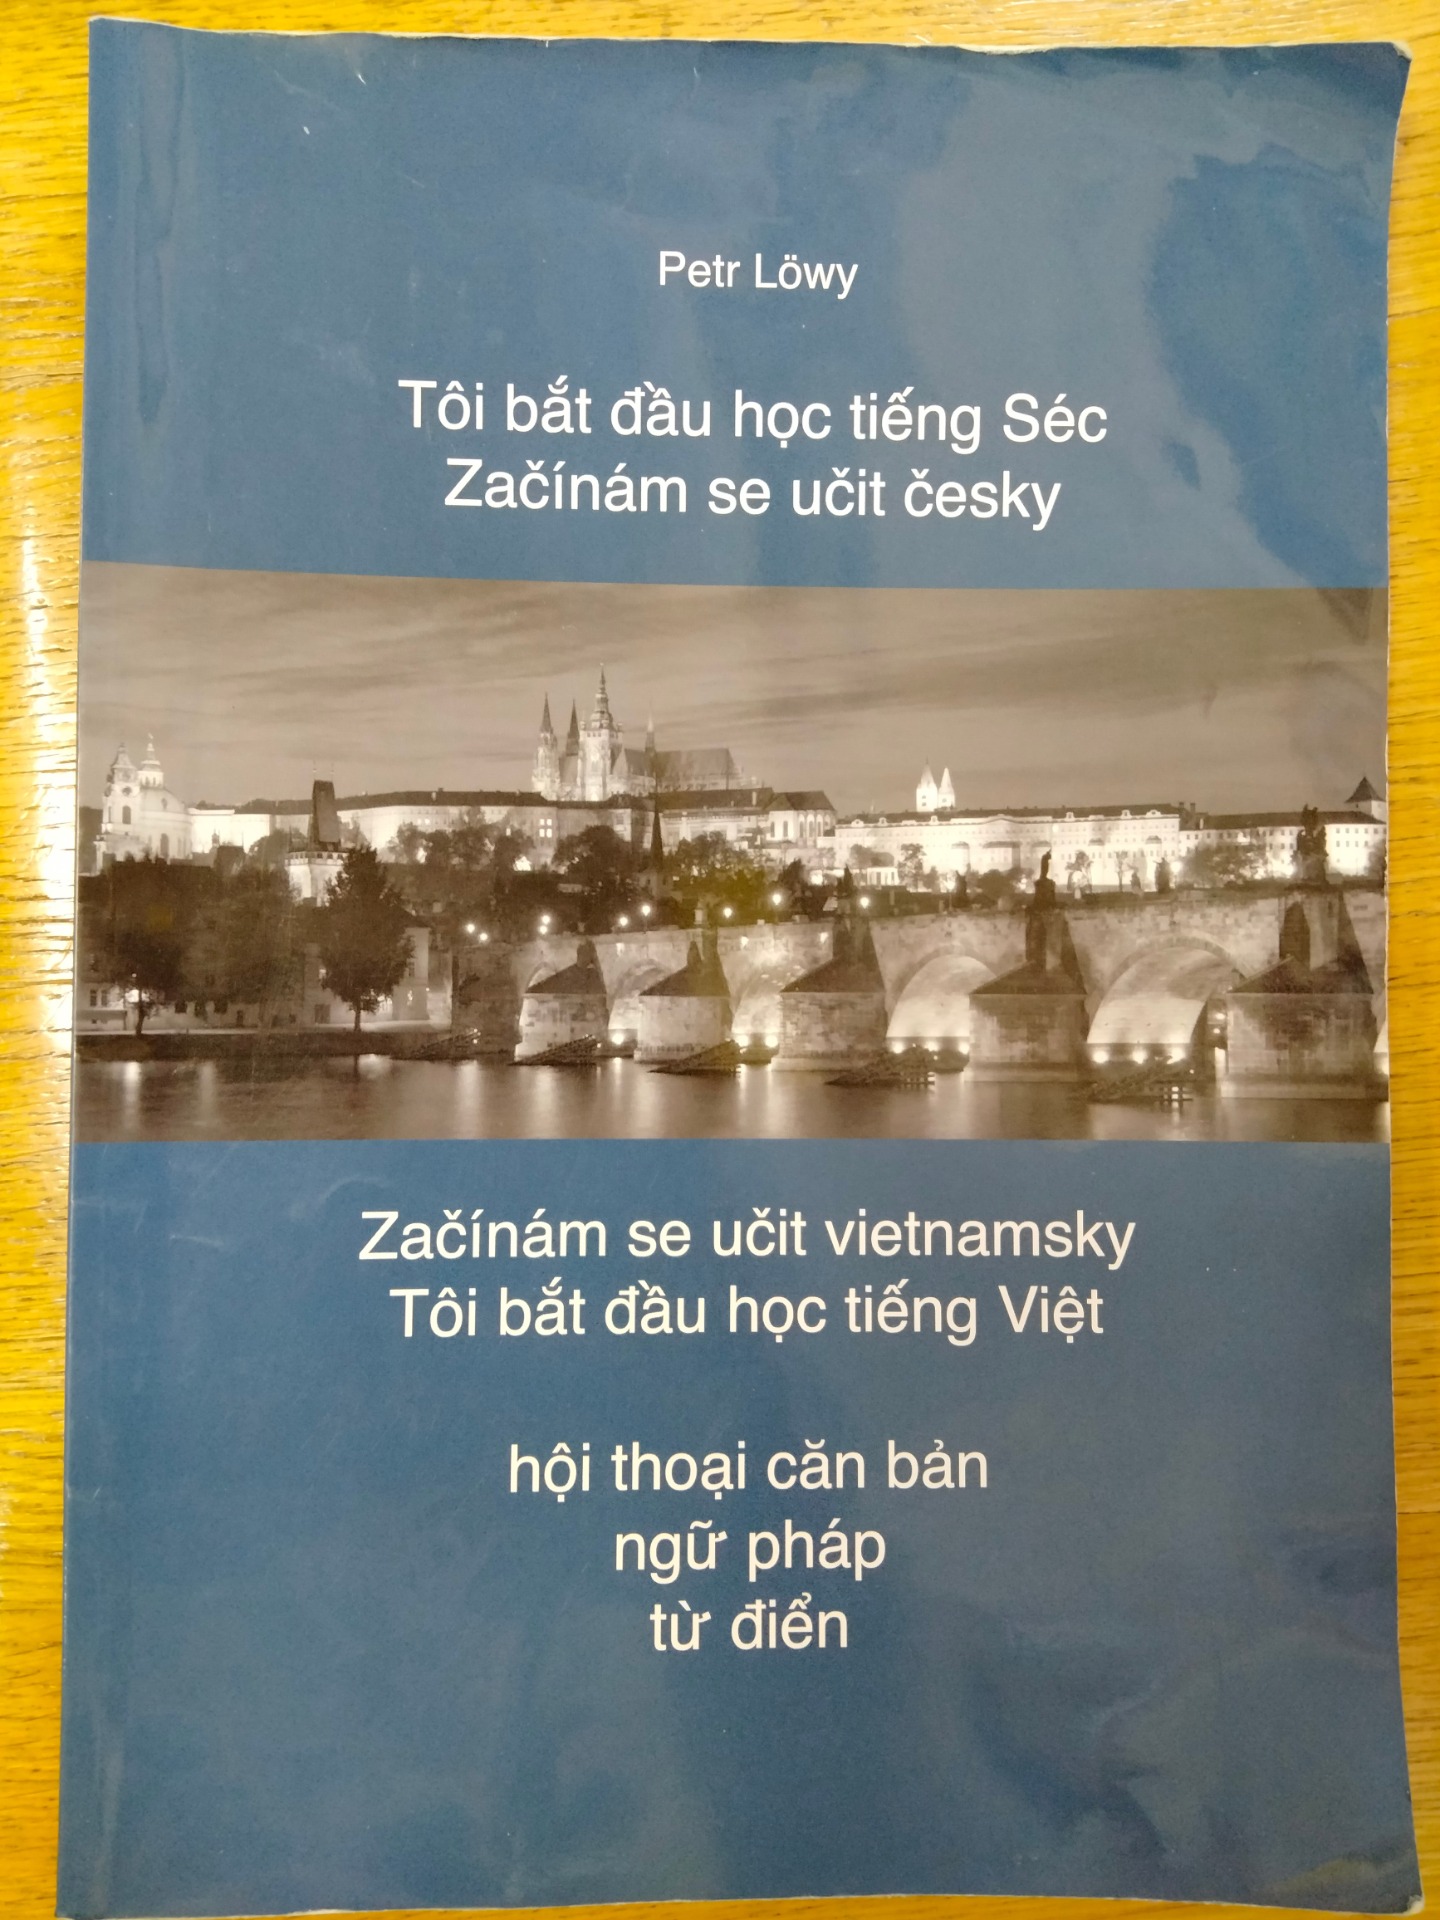 Petr Löwy
Tôi bắt đầu học tiếng Séc
Začínám se učit česky
Začínám se učit vietnamsky
Tôi bắt đầu học tiếng Việt
hội thoại căn bản
ngữ pháp
từ điển